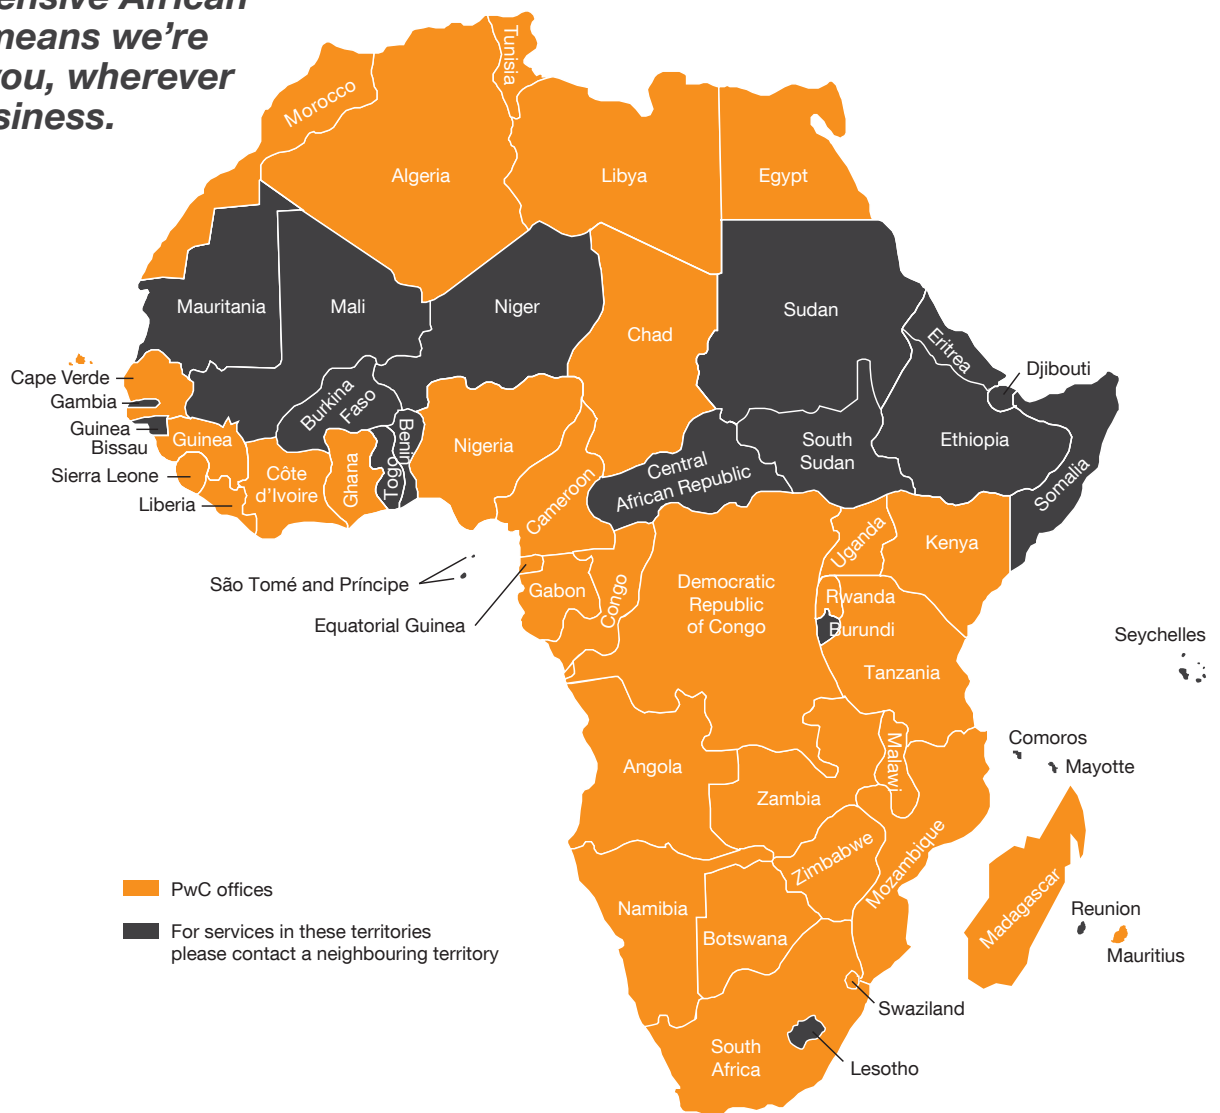 ensive African
means we're
you, wherever
siness.
Tunisia
Morocco
Algeria
Libya
Egypt
Mauritania
Mali
Niger
Chad
Sudan
Eritrea
Djibouti
Cape Verde
Gambia
Guinea
Bissau
Guinea
Sierra Leone
Liberia
Côte
d'Ivoire
Burkina
Faso
Ghana
Togo
Benin
Nigeria
Cameroon
Central
African Republic
South
Sudan
Ethiopia
Somalia
São Tomé and Príncipe
Equatorial Guinea
Gabon
Congo
Democratic
Republic
of Congo
Uganda
Kenya
Rwanda
Burundi
Tanzania
Seychelles
Comoros
Mayotte
Angola
Zambia
Malawi
Mozambique
Zimbabwe
Namibia
Botswana
Madagascar
Reunion
Mauritius
Swaziland
South
Africa
Lesotho
PwC offices
For services in these territories
please contact a neighbouring territory